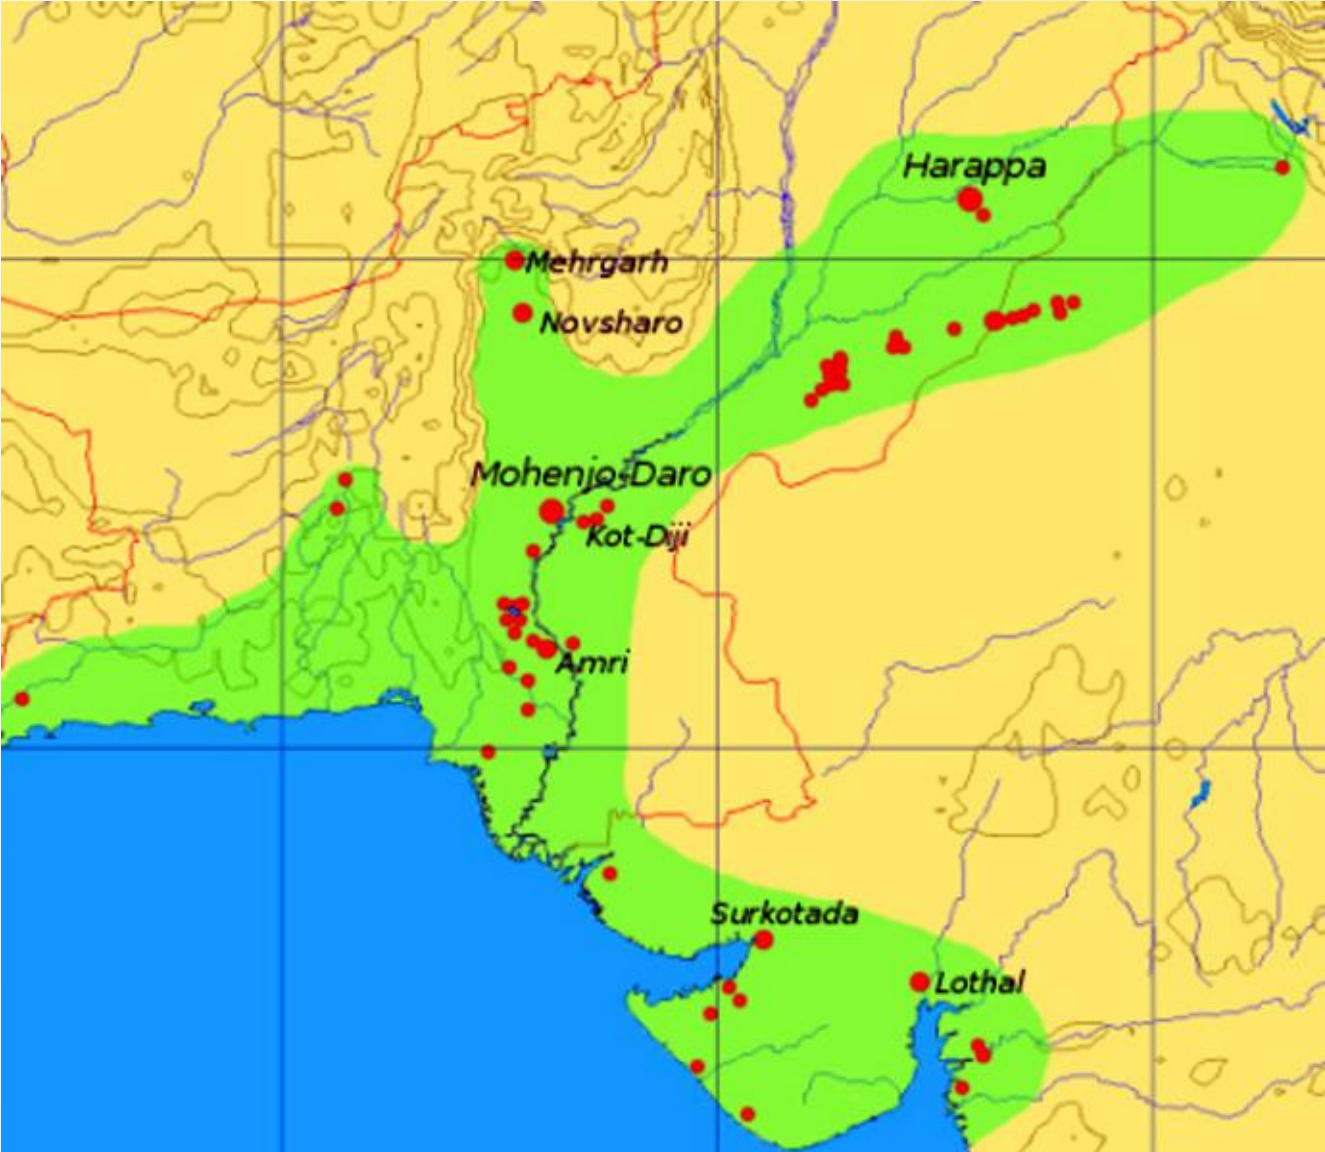 Harappa
Mehrgarh
Novsharo
Mohenjo-Daro
Kot-Diji
Amri
Surkotada
Lothal